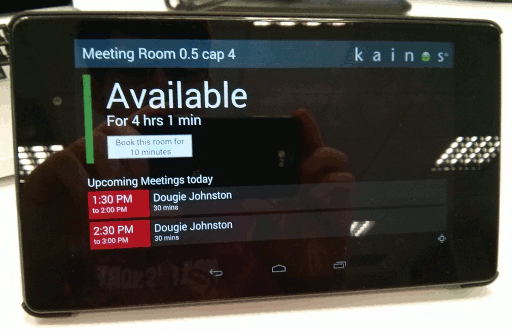 Meeting Room 0.5 cap 4
kainos
Available
For 4 hrs 1 min
Book this room for
10 minutes
Upcoming Meetings today
1:30 PM
to 2:00 PM
Dougie Johnston
30 mins
2:30 PM
to 3:00 PM
Dougie Johnston
30 mins